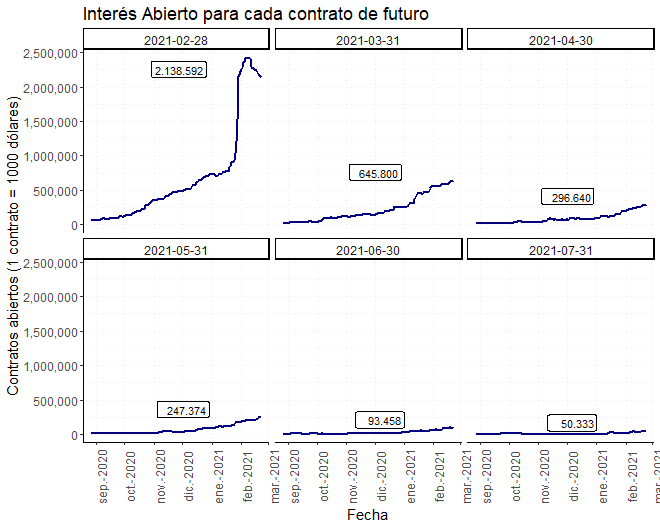 Interés Abierto para cada contrato de futuro
2021-02-28
2021-03-31
2021-04-30
2.138.592
645.800
296.640
2,500,000
2,000,000
1,500,000
1,000,000
500,000
0
2021-05-31
2021-06-30
2021-07-31
247.374
93.458
50.333
2,500,000
2,000,000
1,500,000
1,000,000
500,000
0
Contratos abiertos (1 contrato = 1000 dólares)
sep.-2020
oct.-2020
nov.-2020
dic.-2020
ene.-2021
feb.-2021
mar.-2021
sep.-2020
oct.-2020
nov.-2020
dic.-2020
ene.-2021
feb.-2021
mar.-2021
sep.-2020
oct.-2020
nov.-2020
dic.-2020
ene.-2021
feb.-2021
mar.-2021
Fecha